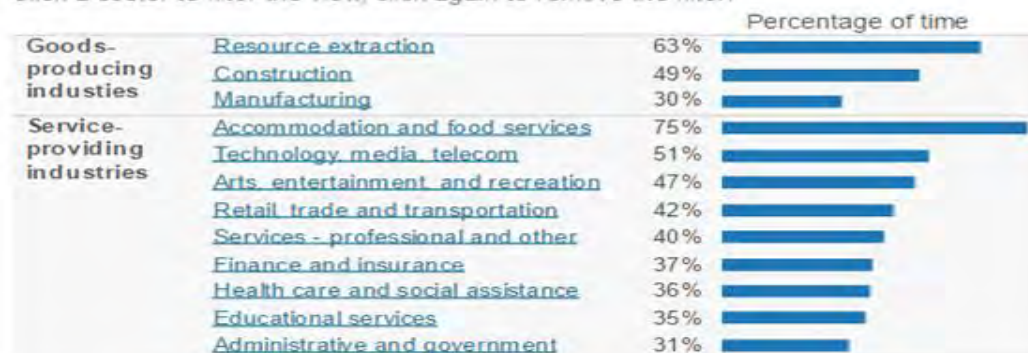 Percentage of time
Goods-
producing
industies
Resource extraction 63%
Construction 49%
Manufacturing 30%
Service-
providing
industries
Accommodation and food services 75%
Technology, media, telecom 51%
Arts, entertainment, and recreation 47%
Retail, trade and transportation 42%
Services - professional and other 40%
Finance and insurance 37%
Health care and social assistance 36%
Educational services 35%
Administrative and government 31%